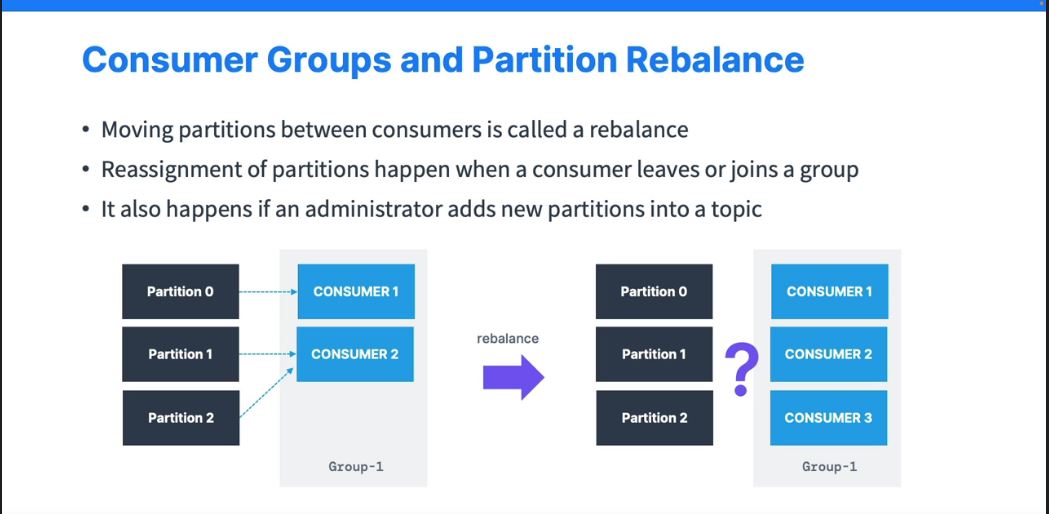 Consumer Groups and Partition Rebalance
• Moving partitions between consumers is called a rebalance
• Reassignment of partitions happen when a consumer leaves or joins a group
• It also happens if an administrator adds new partitions into a topic
Partition 0
CONSUMER 1
Partition 1
CONSUMER 2
Partition 2
Group-1
rebalance
Partition 0
CONSUMER 1
Partition 1
?
CONSUMER 2
Partition 2
CONSUMER 3
Group-1